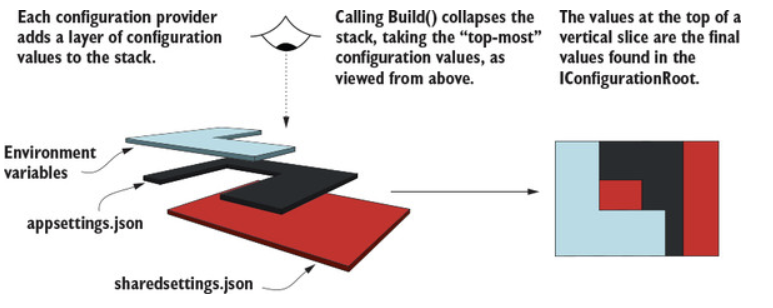 Each configuration provider
adds a layer of configuration
values to the stack.
Calling Build() collapses the
stack, taking the “top-most”
configuration values, as
viewed from above.
The values at the top of a
vertical slice are the final
values found in the
IConfigurationRoot.
Environment
variables
appsettings.json
sharedsettings.json